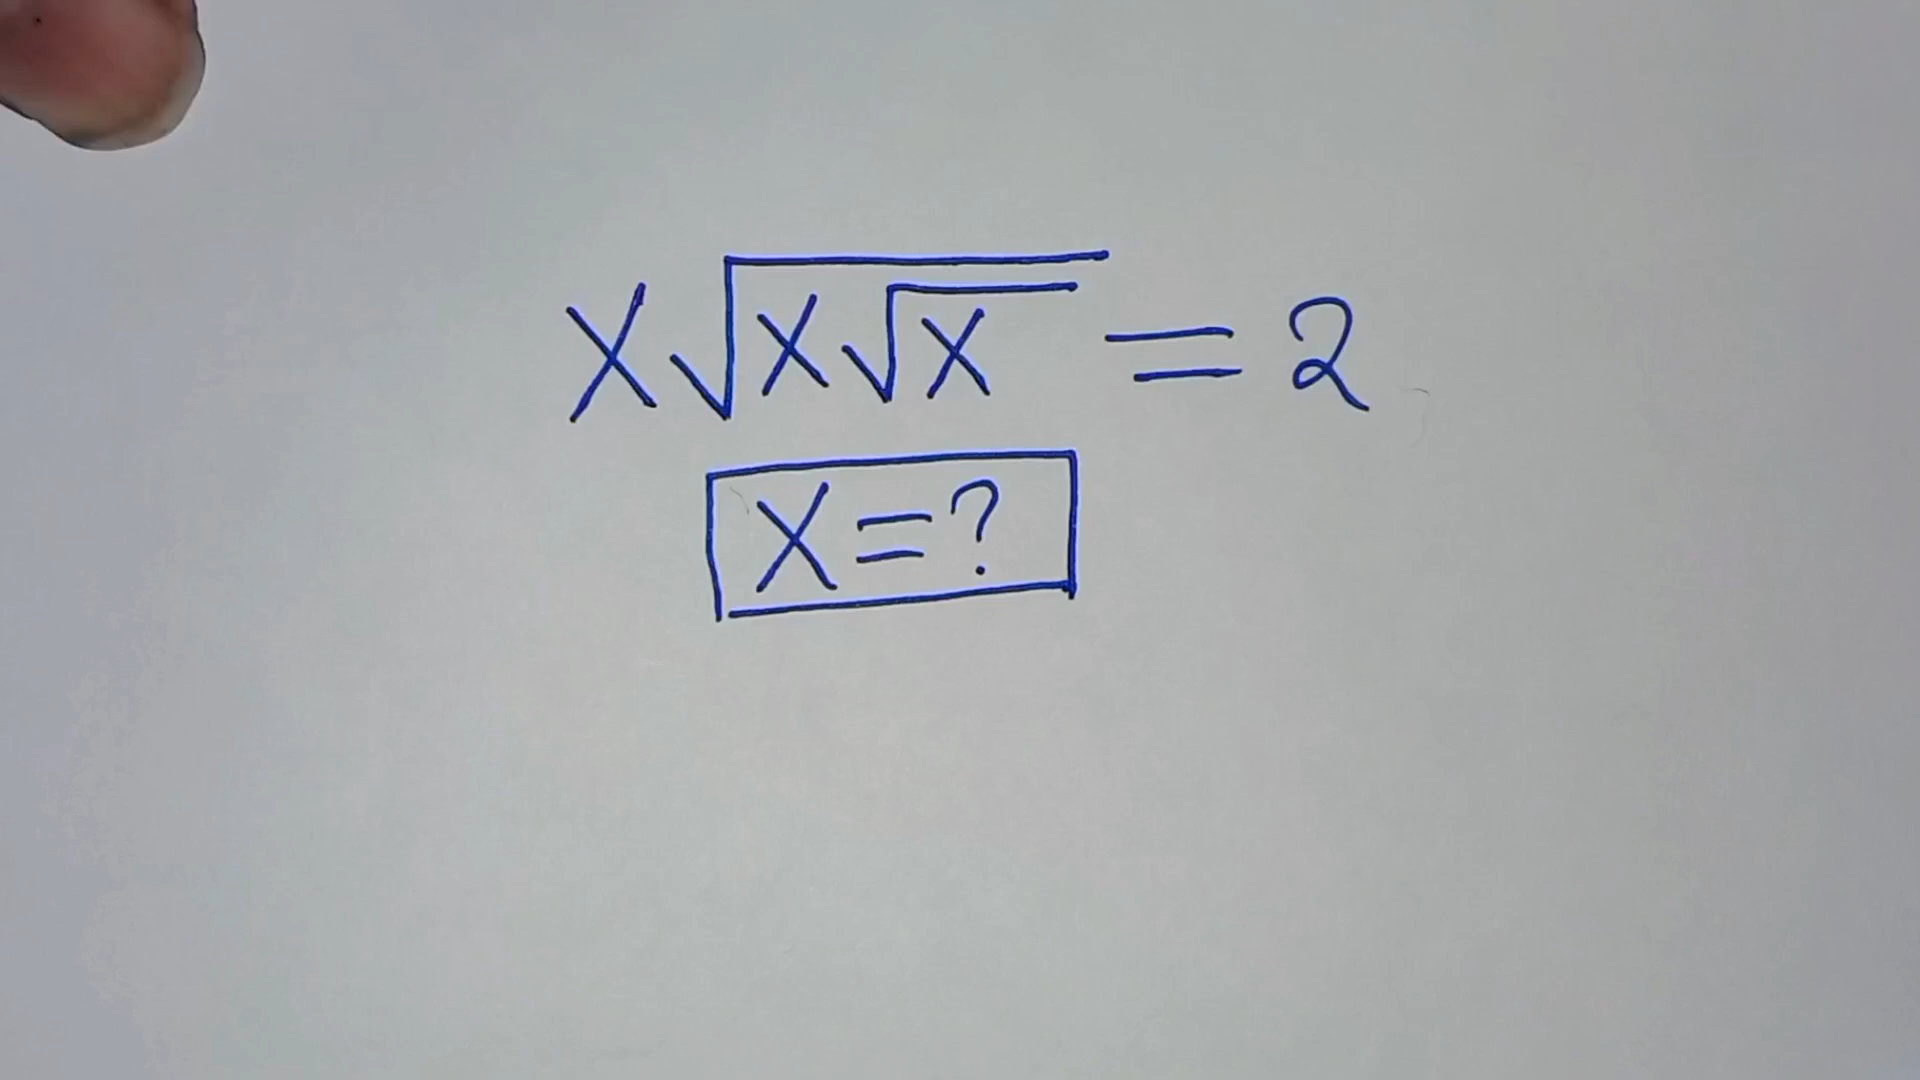 x√(x√x) = 2
x = ?